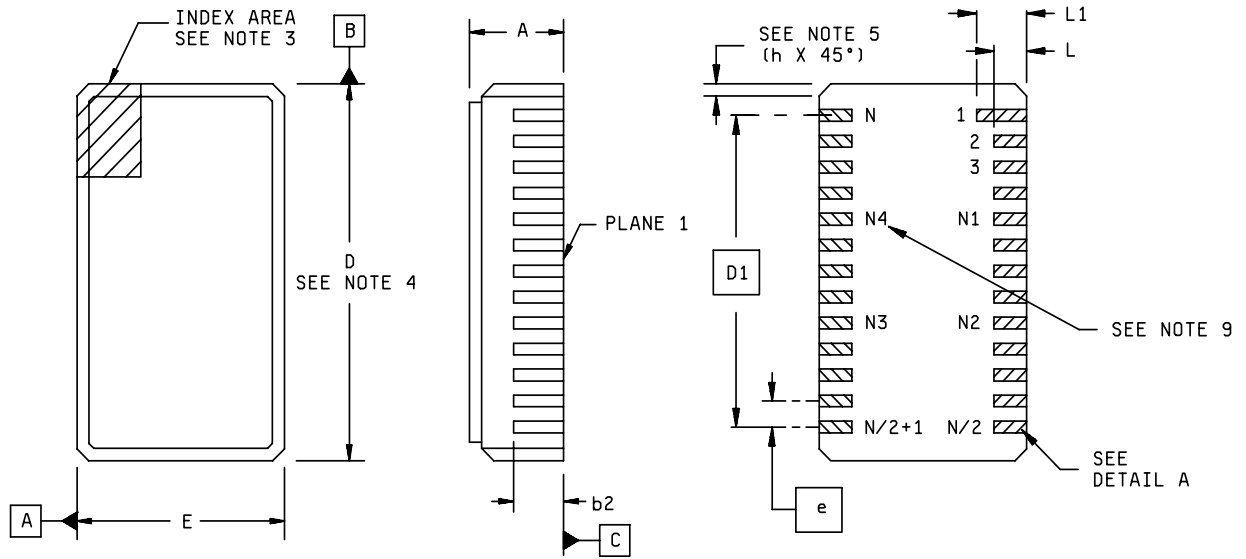 INDEX AREA
SEE NOTE 3
B
D
SEE NOTE 4
A
E
A
PLANE 1
b2
C
SEE NOTE 5
(h X 45°)
L1
L
N
1
2
3
N4
N1
D1
N3
N2
SEE NOTE 9
N/2+1
N/2
SEE
DETAIL A
e